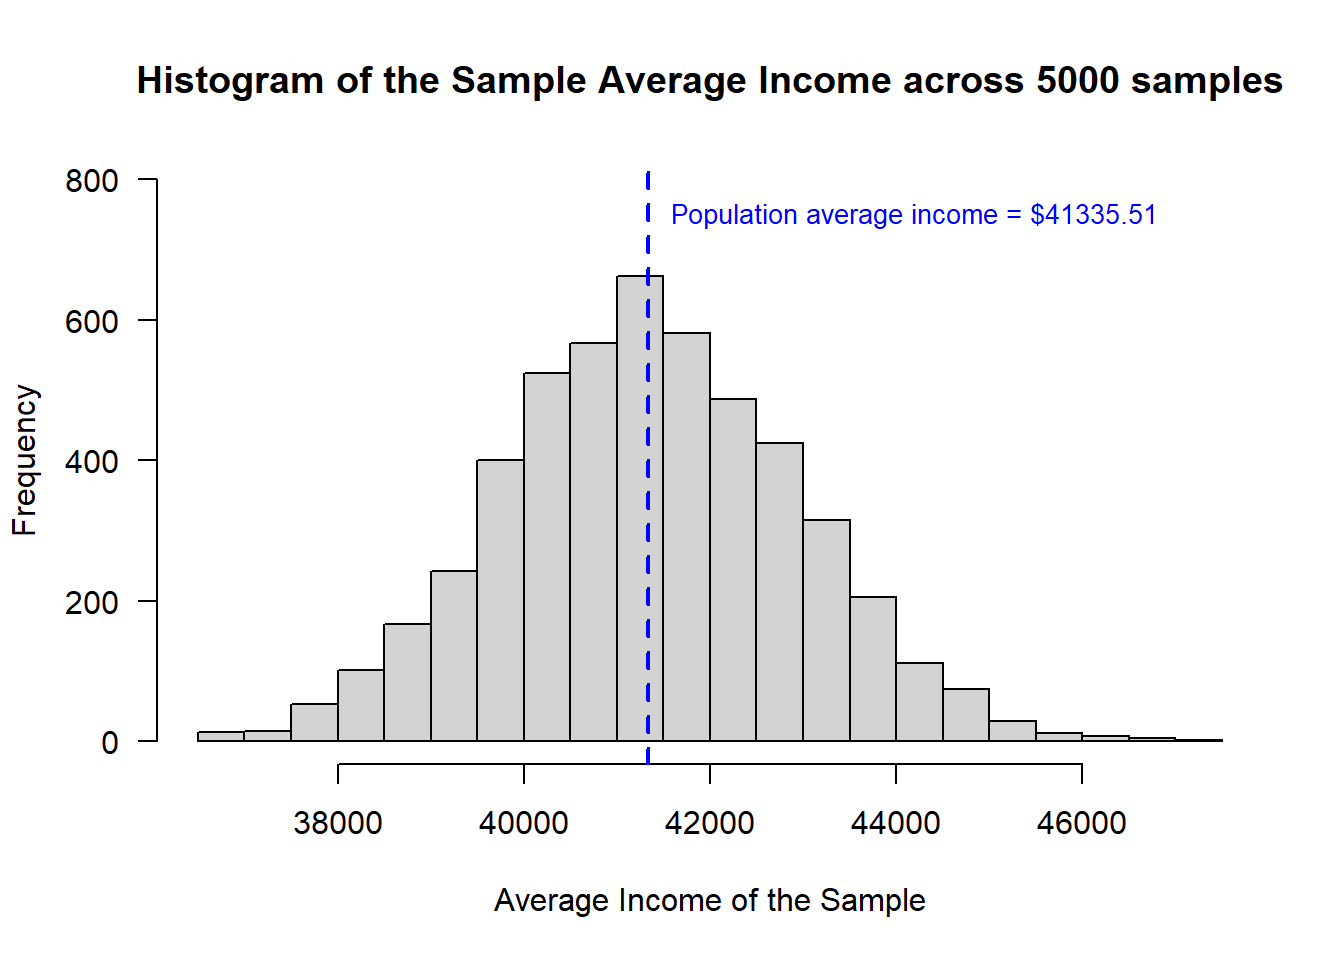 Histogram of the Sample Average Income across 5000 samples
800
Population average income = $41335.51
600
400
200
0
Frequency
38000 40000 42000 44000 46000
Average Income of the Sample